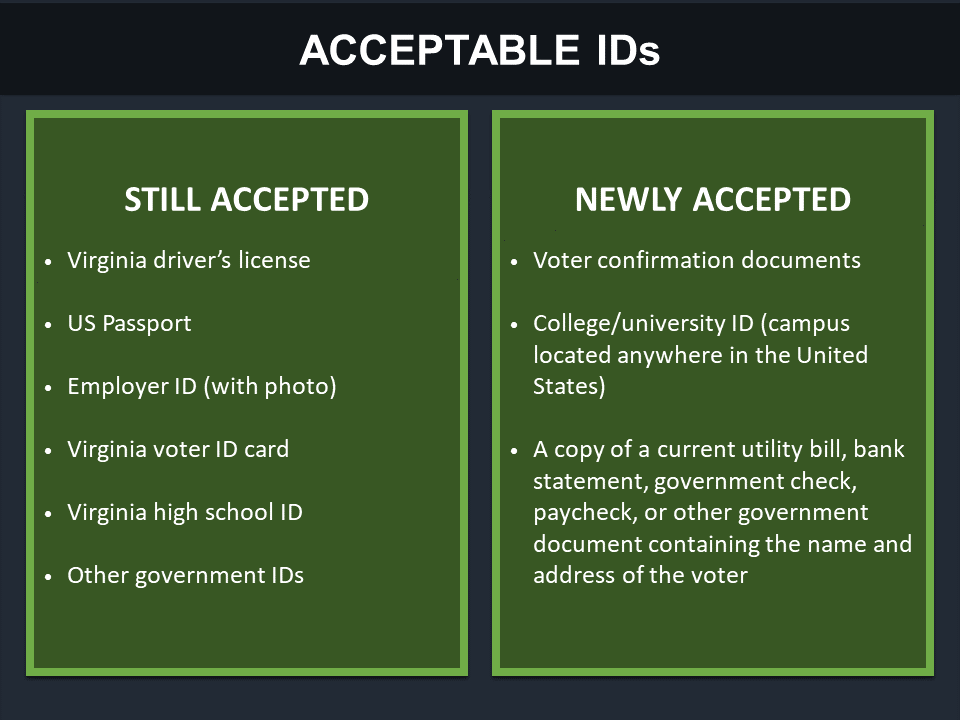 ACCEPTABLE IDs
STILL ACCEPTED
• Virginia driver’s license
• US Passport
• Employer ID (with photo)
• Virginia voter ID card
• Virginia high school ID
• Other government IDs
NEWLY ACCEPTED
• Voter confirmation documents
• College/university ID (campus
located anywhere in the United
States)
• A copy of a current utility bill, bank
statement, government check,
paycheck, or other government
document containing the name and
address of the voter